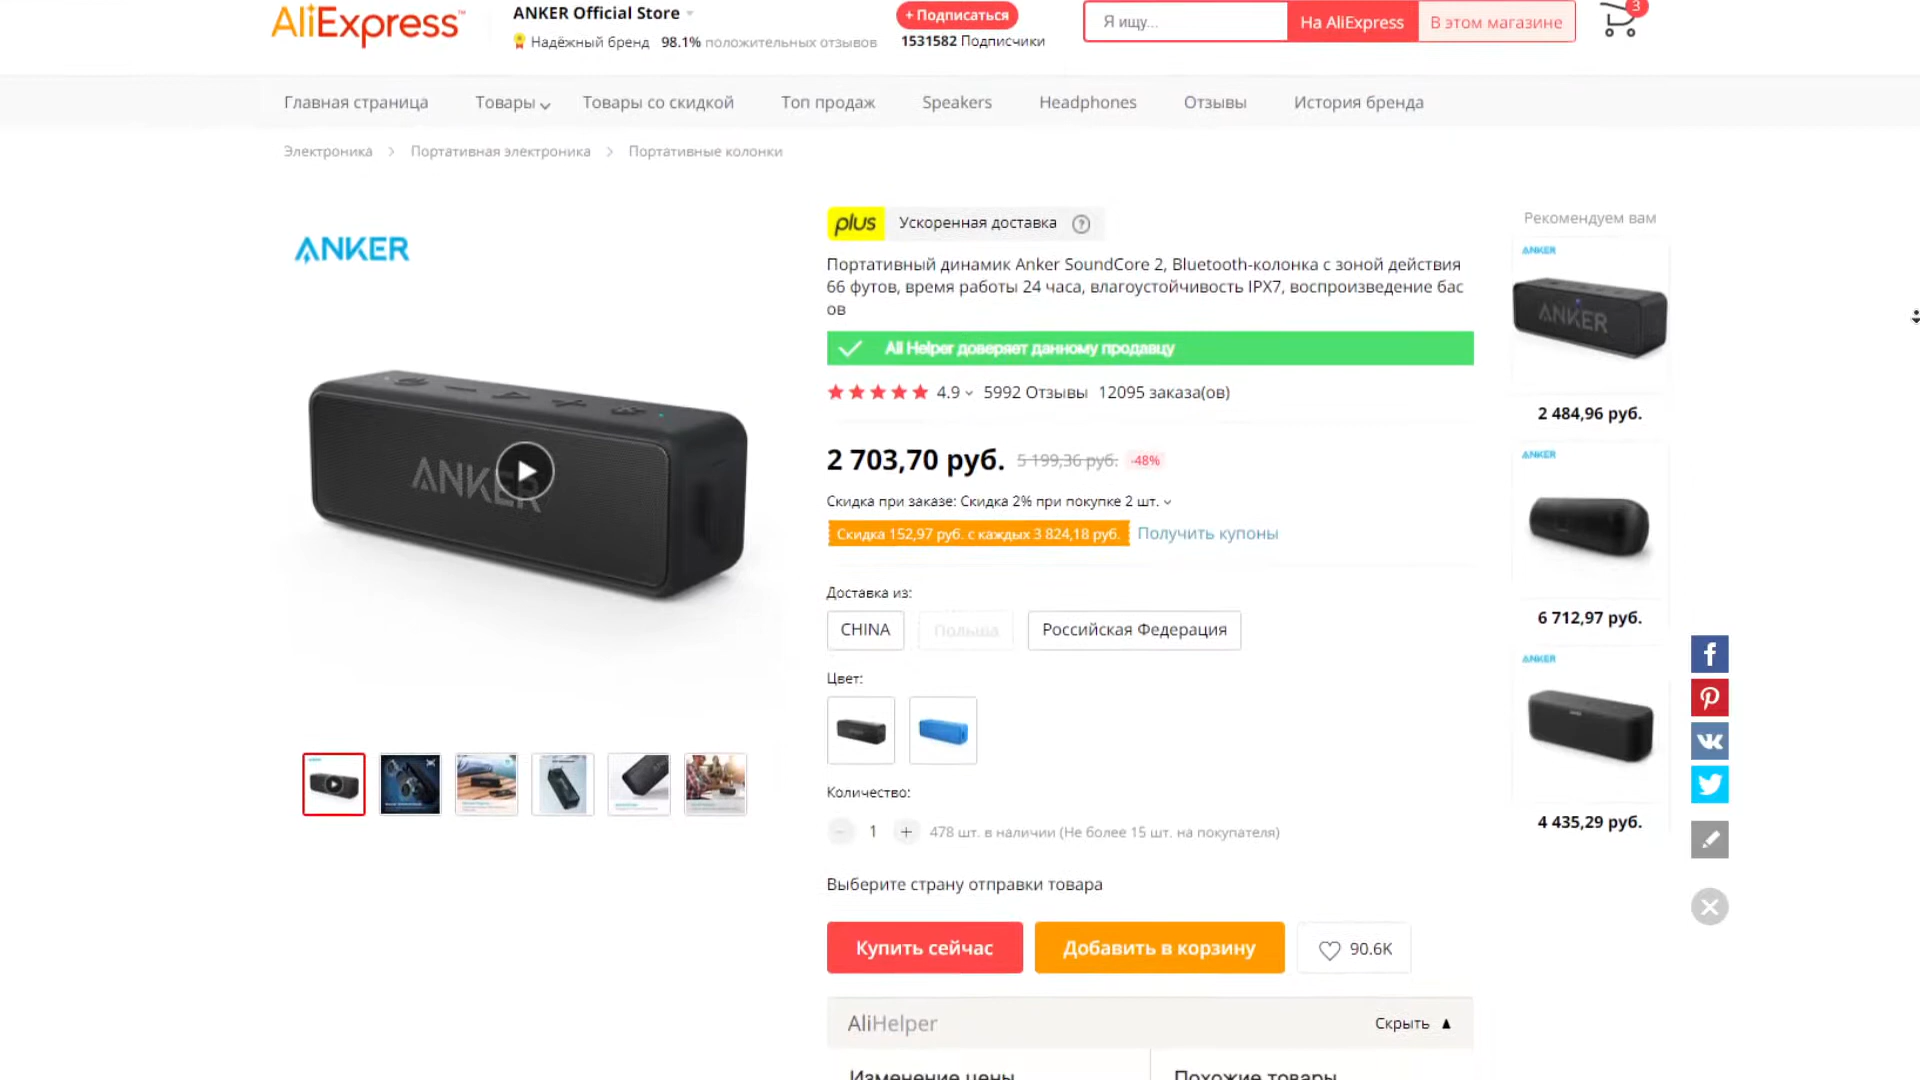 AliExpress™
ANKER Official Store
Надёжный бренд 98.1% положительных отзывов
+ Подписаться
1531582 Подписчики
Я ищу...
На AliExpress
В этом магазине
3
Главная страница
Товары
Товары со скидкой
Топ продаж
Speakers
Headphones
Отзывы
История бренда
Электроника > Портативная электроника > Портативные колонки
ANKER
ANKER
plus Ускоренная доставка ?
Портативный динамик Anker SoundCore 2, Bluetooth-колонка с зоной действия
66 футов, время работы 24 часа, влагоустойчивость IPX7, воспроизведение бас
ов
Ali Helper доверяет данному продавцу
4.9 5992 Отзывы 12095 заказа(ов)
2 703,70 руб. 5 199,36 руб. -48%
Скидка при заказе: Скидка 2% при покупке 2 шт.
Скидка 152,97 руб. с каждых 3 824,18 руб. Получить купоны
Доставка из:
CHINA
Польша
Российская Федерация
Цвет:
Количество:
− 1 + 478 шт. в наличии (Не более 15 шт. на покупателя)
Выберите страну отправки товара
Купить сейчас
Добавить в корзину
90.6K
AliHelper
Скрыть ▲
Изменение цены
Похожие товары
Рекомендуем вам
ANKER
ANKER
2 484,96 руб.
ANKER
6 712,97 руб.
ANKER
4 435,29 руб.